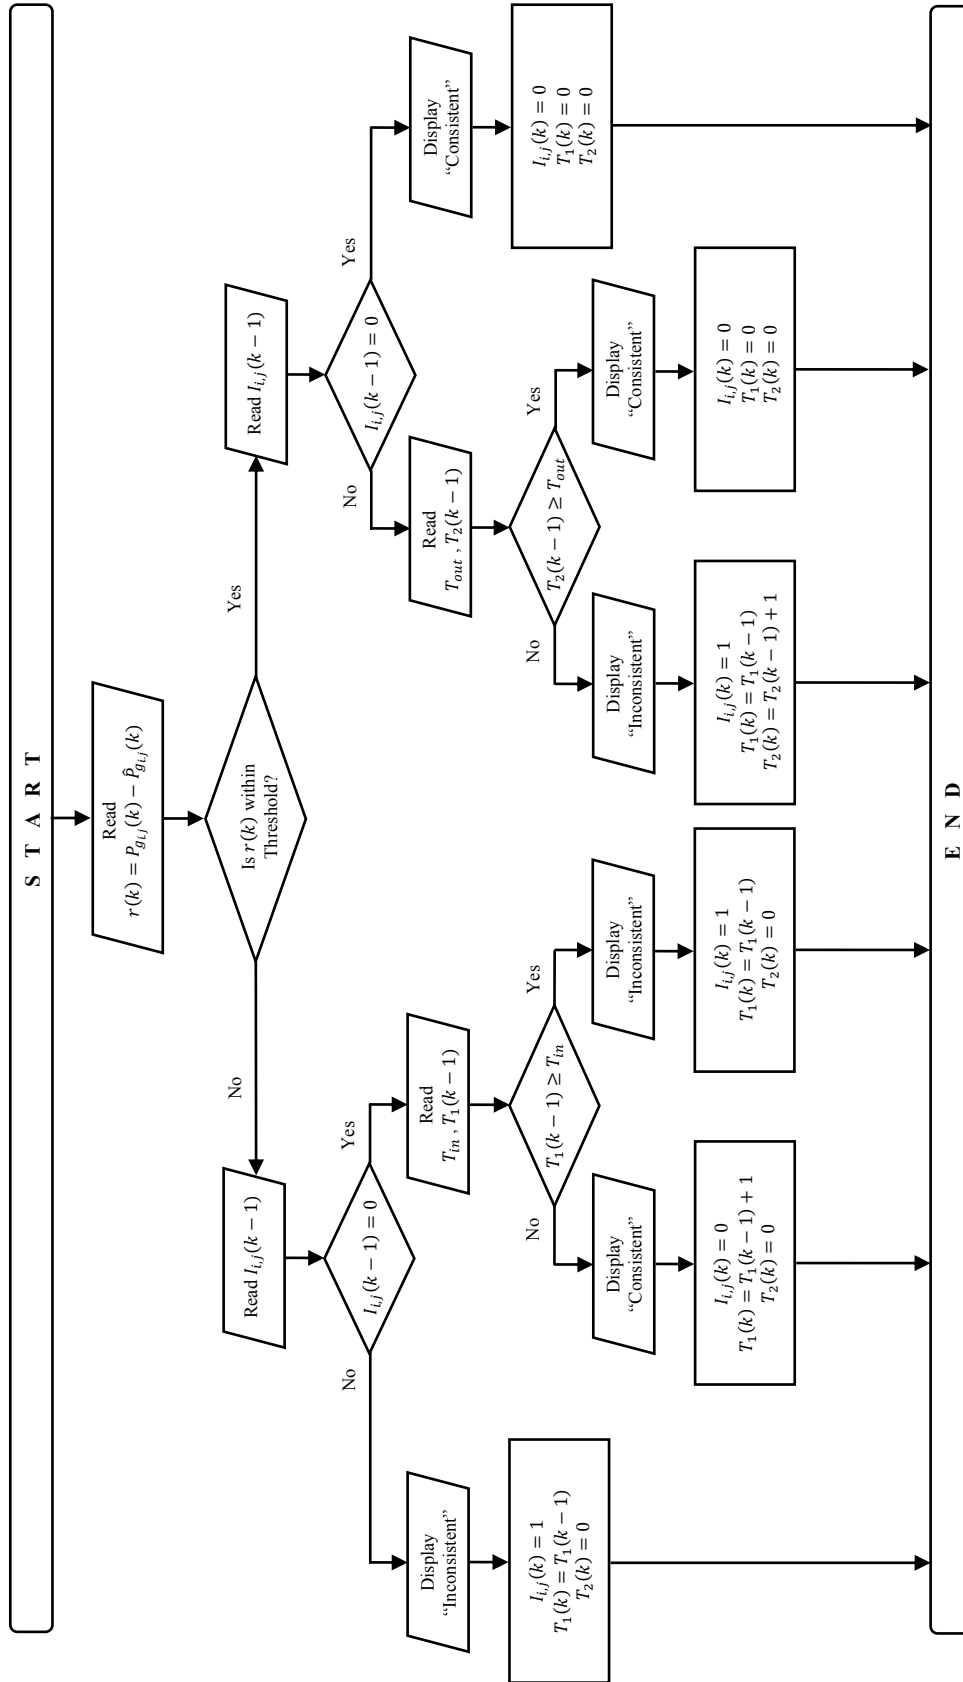 S T A R T
Read
r(k) = P_{g_{i,j}}(k) − P̂_{g_{i,j}}(k)
Is r(k) within
Threshold?
No
Yes
Read I_{i,j}(k − 1)
I_{i,j}(k − 1) = 0
No
Yes
Display
“Inconsistent”
I_{i,j}(k) = 1
T_1(k) = T_1(k − 1)
T_2(k) = 0
Read
T_{in} , T_1(k − 1)
T_1(k − 1) ≥ T_{in}
No
Yes
Display
“Consistent”
I_{i,j}(k) = 0
T_1(k) = T_1(k − 1) + 1
T_2(k) = 0
Display
“Inconsistent”
I_{i,j}(k) = 1
T_1(k) = T_1(k − 1)
T_2(k) = 0
Read I_{i,j}(k − 1)
I_{i,j}(k − 1) = 0
No
Yes
Read
T_{out} , T_2(k − 1)
T_2(k − 1) ≥ T_{out}
No
Yes
Display
“Inconsistent”
I_{i,j}(k) = 1
T_1(k) = T_1(k − 1)
T_2(k) = T_2(k − 1) + 1
Display
“Consistent”
I_{i,j}(k) = 0
T_1(k) = 0
T_2(k) = 0
Display
“Consistent”
I_{i,j}(k) = 0
T_1(k) = 0
T_2(k) = 0
E N D